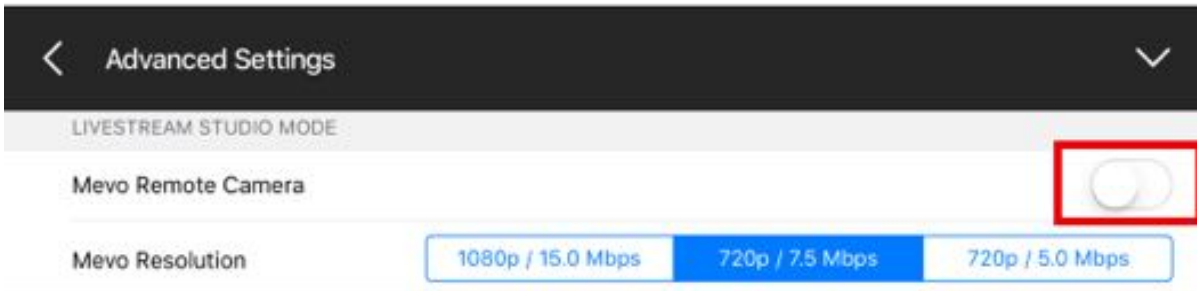 Advanced Settings
LIVESTREAM STUDIO MODE
Mevo Remote Camera
Mevo Resolution 1080p / 15.0 Mbps 720p / 7.5 Mbps 720p / 5.0 Mbps